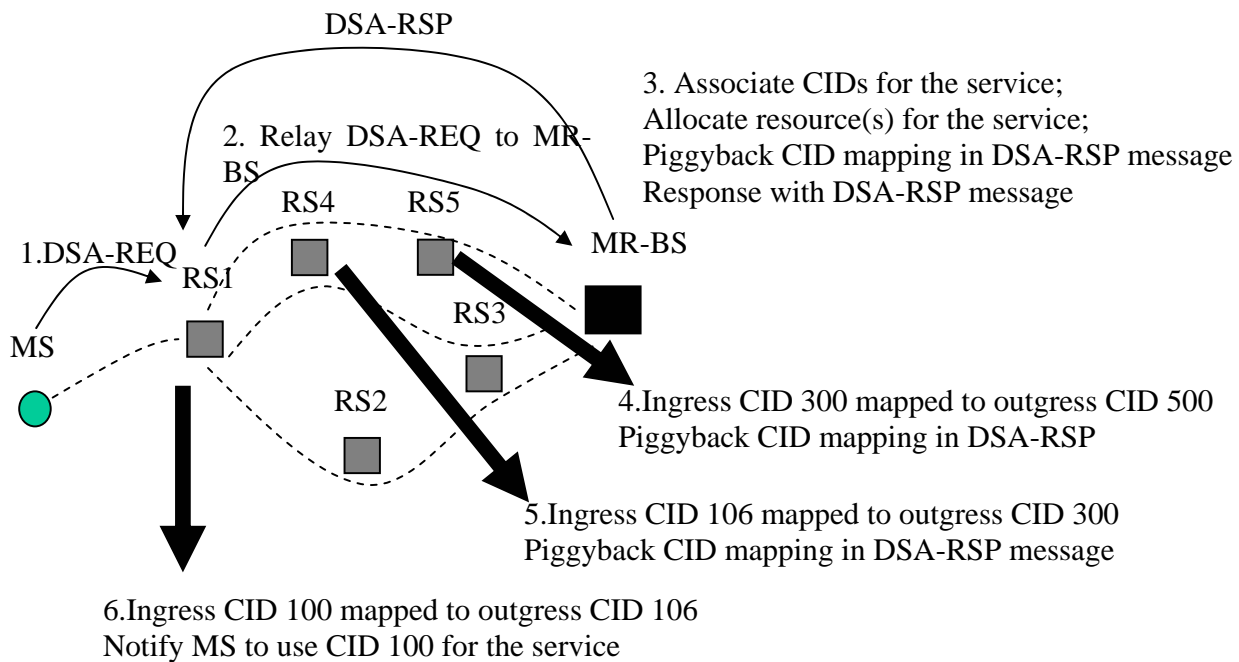 DSA-RSP
3. Associate CIDs for the service;
Allocate resource(s) for the service;
Piggyback CID mapping in DSA-RSP message
Response with DSA-RSP message
2. Relay DSA-REQ to MR-
BS
RS4
RS5
MR-BS
1.DSA-REQ
RS1
RS3
MS
RS2
4.Ingress CID 300 mapped to outgress CID 500
Piggyback CID mapping in DSA-RSP
5.Ingress CID 106 mapped to outgress CID 300
Piggyback CID mapping in DSA-RSP message
6.Ingress CID 100 mapped to outgress CID 106
Notify MS to use CID 100 for the service